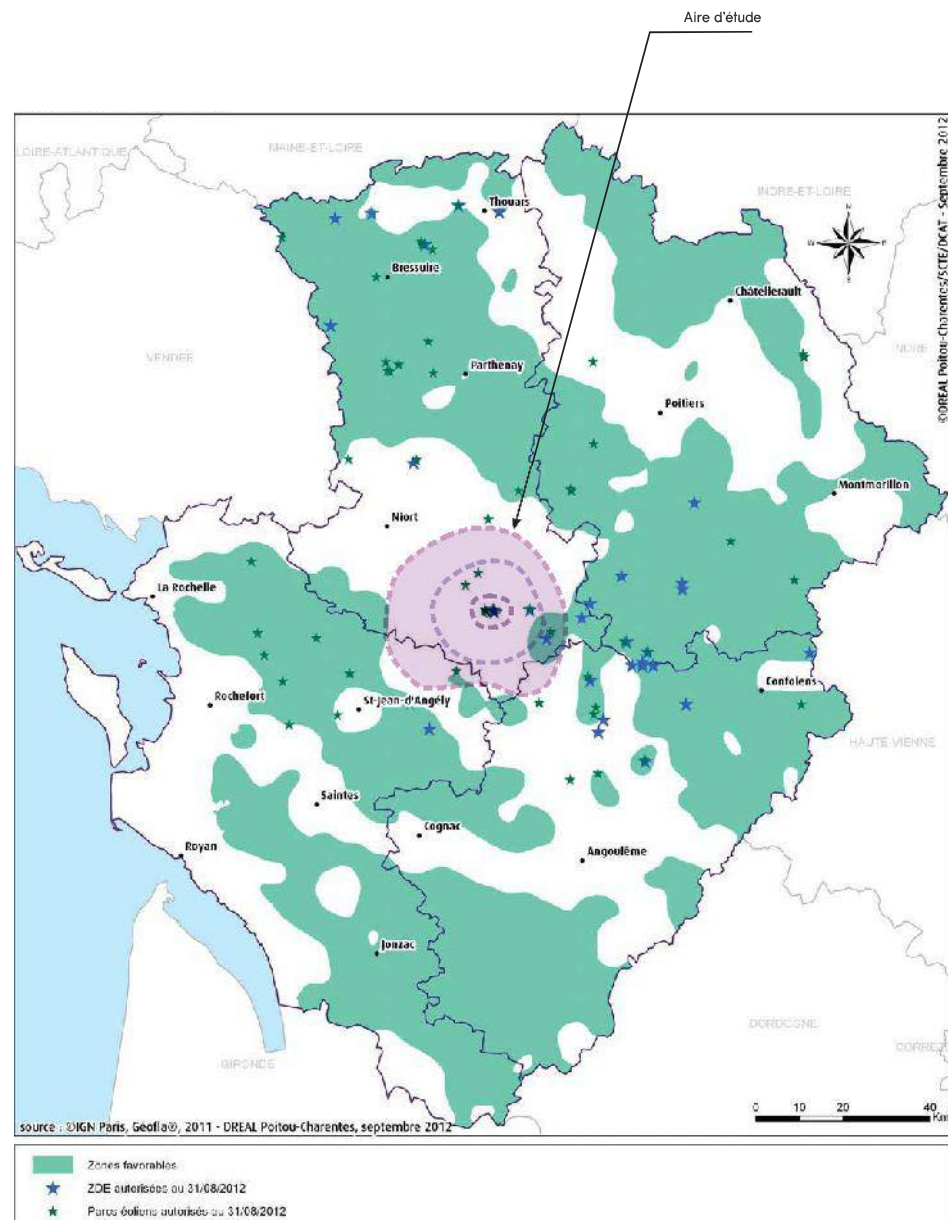 Aire d'étude
LOIRE-ATLANTIQUE
MAINE-ET-LOIRE
INDRE-ET-LOIRE
Thouars
N
W
E
S
Bressuire
Châtellerault
VENDEE
INDRE
Parthenay
Poitiers
Montmorillon
Niort
La Rochelle
Confolens
Rochefort
St-Jean-d'Angély
HAUTE-VIENNE
Saintes
Cognac
Royan
Angoulême
Jonzac
DORDOGNE
GIRONDE
0 10 20 40
Km
source : ©IGN Paris, Géofla®, 2011 - DREAL Poitou-Charentes, septembre 2012
©DREAL Poitou-Charentes/SCTE/DCAT - Septembre 2012
Zones favorables
ZDE autorisées au 31/08/2012
Parcs éoliens autorisés au 31/08/2012